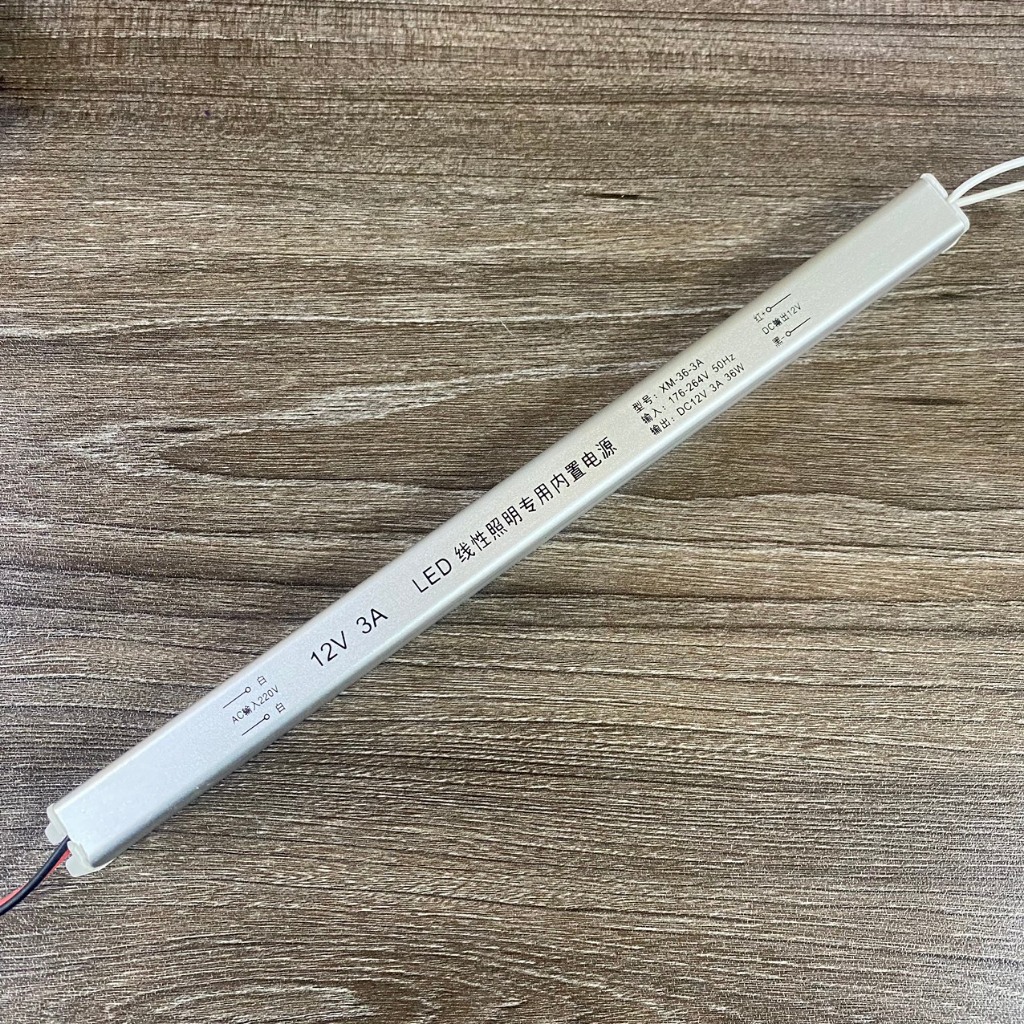 白
AC输入220V
白
12V 3A
LED 线性照明专用内置电源
型号：XM-36-3A
输入：176-264V 50Hz
输出：DC12V 3A 36W
红+
DC输出12V
黑-